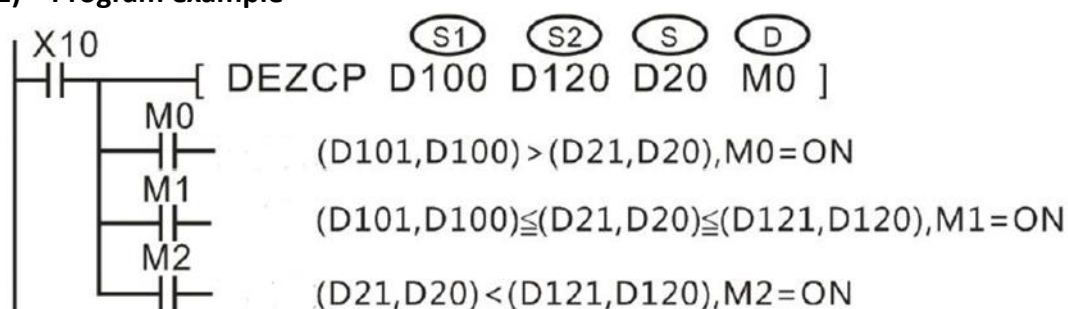 2) Program example
S1 S2 S D
X10
[ DEZCP D100 D120 D20 M0 ]
M0
(D101,D100)>(D21,D20),M0=ON
M1
(D101,D100)≦(D21,D20)≦(D121,D120),M1=ON
M2
(D21,D20)<(D121,D120),M2=ON